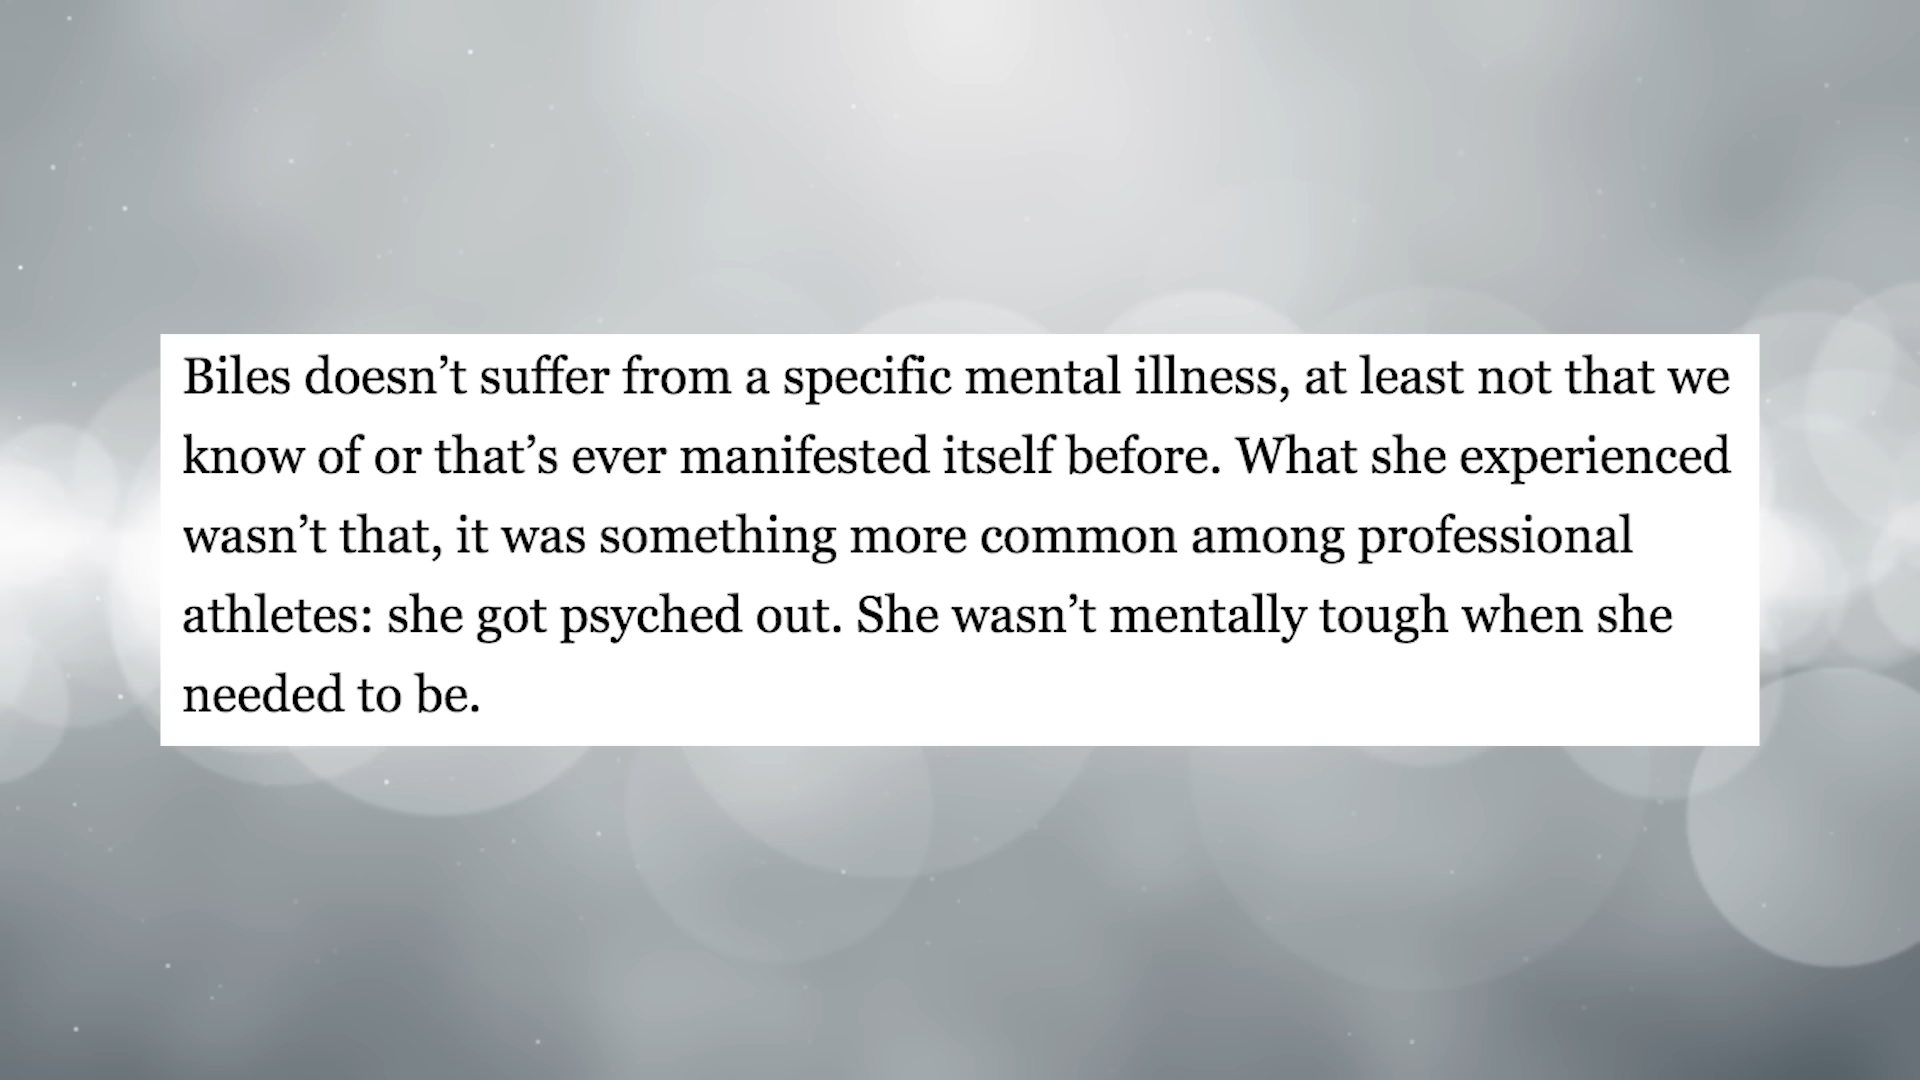 Biles doesn’t suffer from a specific mental illness, at least not that we
know of or that’s ever manifested itself before. What she experienced
wasn’t that, it was something more common among professional
athletes: she got psyched out. She wasn’t mentally tough when she
needed to be.